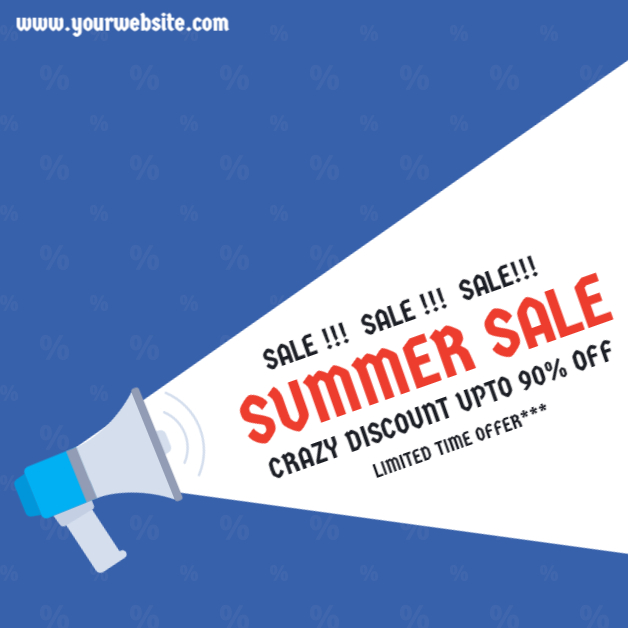 www.yourwebsite.com
SALE !!! SALE !!! SALE!!!
SUMMER SALE
CRAZY DISCOUNT UPTO 90% OFF
LIMITED TIME OFFER***